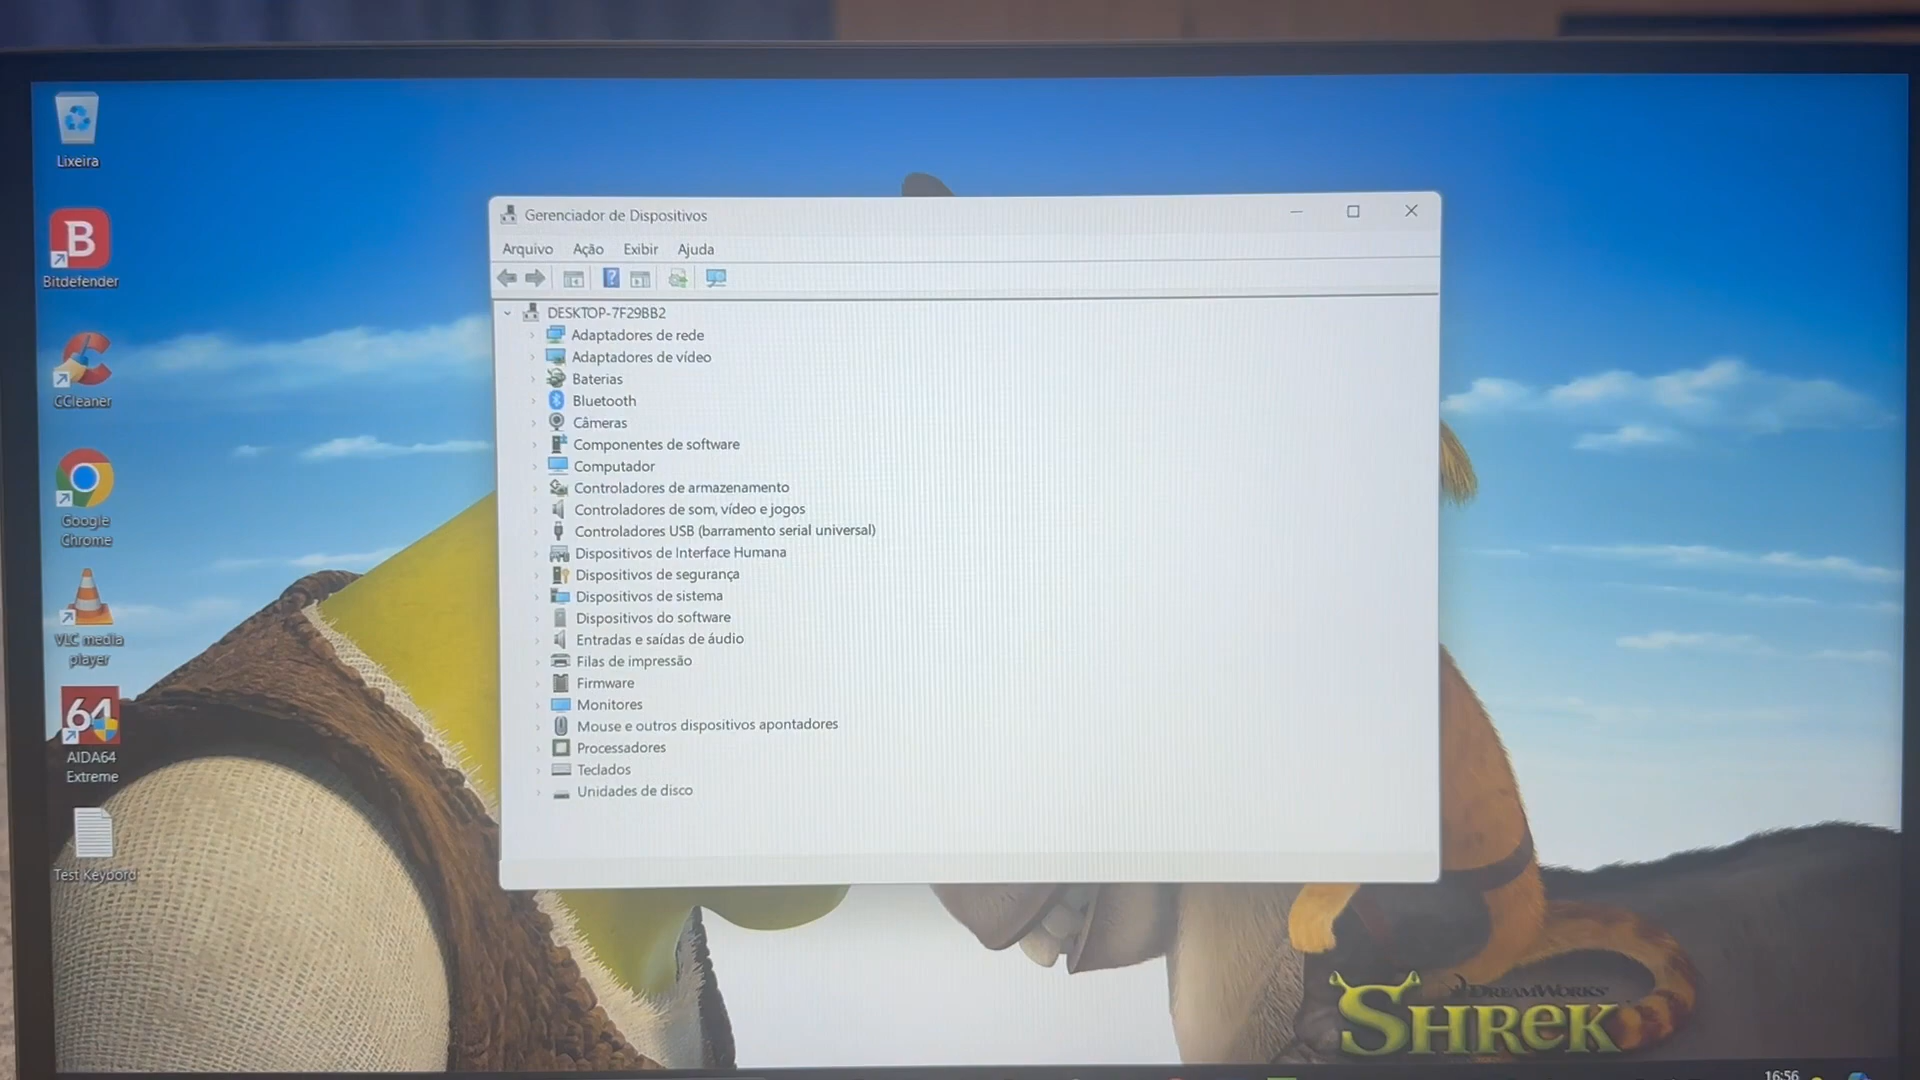 Lixeira
Bitdefender
CCleaner
Google
Chrome
VLC media
player
64
AIDA64
Extreme
Test Keybord
Gerenciador de Dispositivos
Arquivo Ação Exibir Ajuda
DESKTOP-7F29BB2
Adaptadores de rede
Adaptadores de vídeo
Baterias
Bluetooth
Câmeras
Componentes de software
Computador
Controladores de armazenamento
Controladores de som, vídeo e jogos
Controladores USB (barramento serial universal)
Dispositivos de Interface Humana
Dispositivos de segurança
Dispositivos de sistema
Dispositivos do software
Entradas e saídas de áudio
Filas de impressão
Firmware
Monitores
Mouse e outros dispositivos apontadores
Processadores
Teclados
Unidades de disco
DREAMWORKS
SHREK
16:56